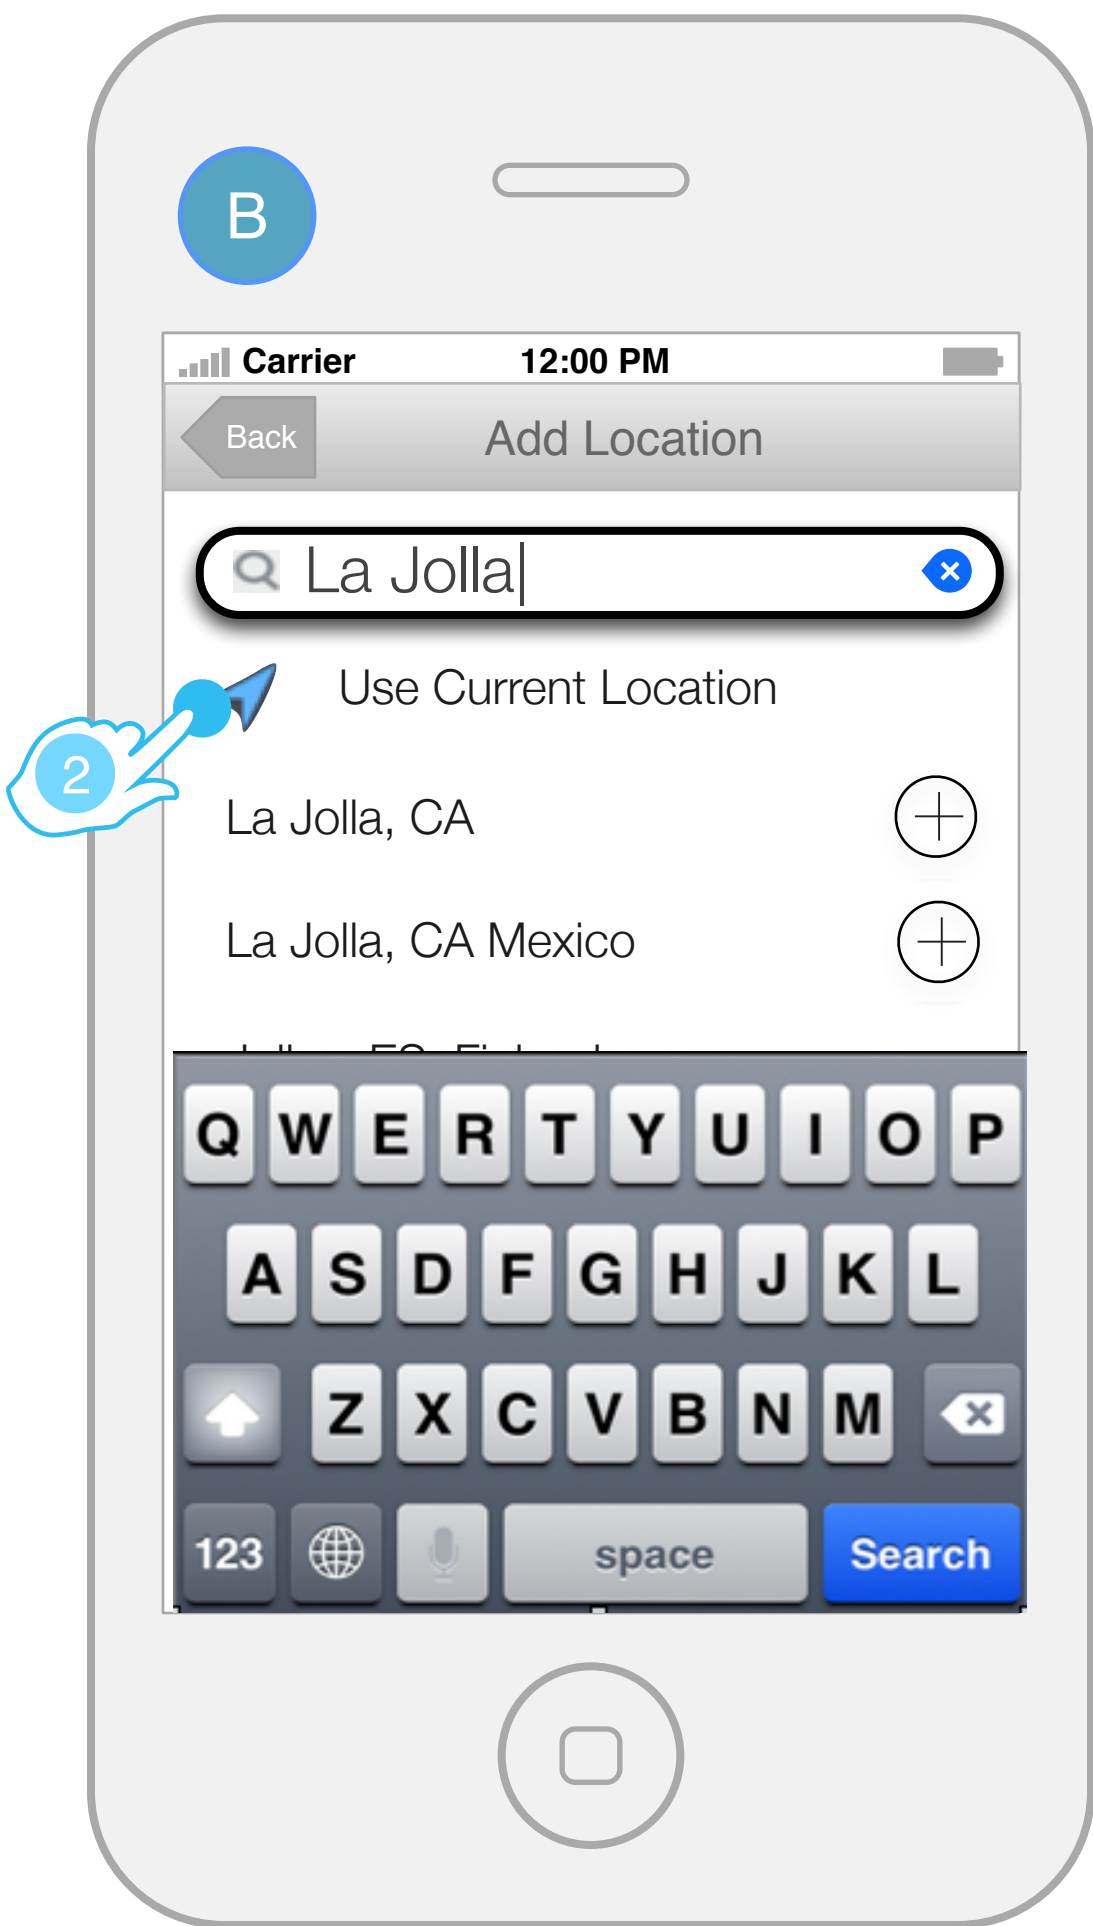 B
Carrier 12:00 PM
Back Add Location
La Jolla
Use Current Location
2
La Jolla, CA
La Jolla, CA Mexico
Q W E R T Y U I O P
A S D F G H J K L
Z X C V B N M
123 space Search